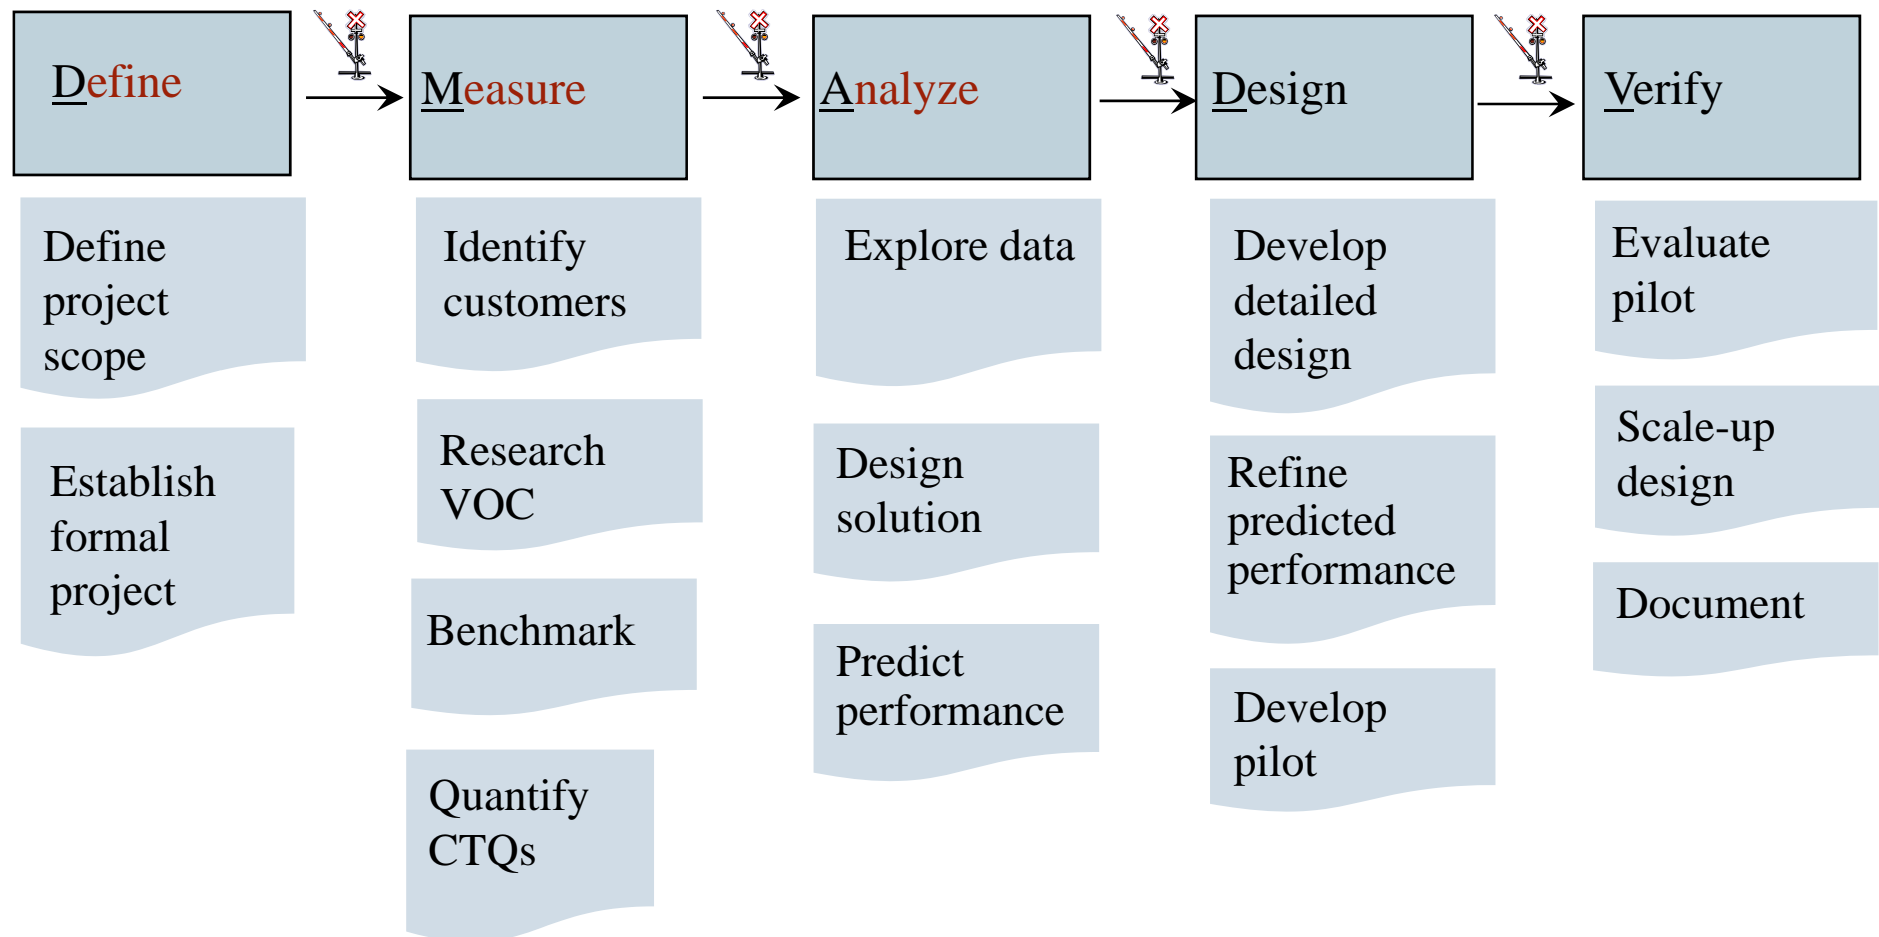 Define
Measure
Analyze
Design
Verify
Define
project
scope
Establish
formal
project
Identify
customers
Research
VOC
Benchmark
Quantify
CTQs
Explore data
Design
solution
Predict
performance
Develop
detailed
design
Refine
predicted
performance
Develop
pilot
Evaluate
pilot
Scale-up
design
Document